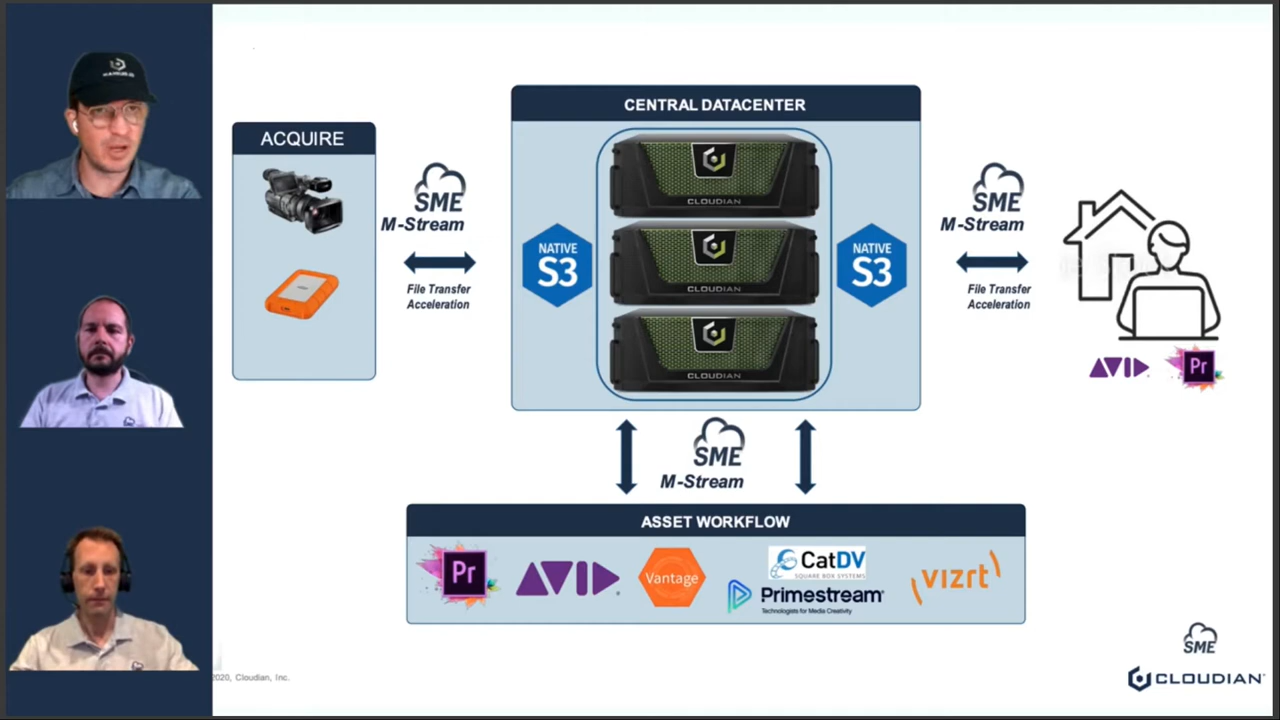 CENTRAL DATACENTER
ACQUIRE
SME
M-Stream
File Transfer
Acceleration
NATIVE
S3
CLOUDIAN
CLOUDIAN
CLOUDIAN
NATIVE
S3
SME
M-Stream
File Transfer
Acceleration
AVID
Pr
SME
M-Stream
ASSET WORKFLOW
Pr
AVID
Vantage
CatDV
SQUARE BOX SYSTEMS
Primestream
Technologists for Media Creativity
vizrt
2020, Cloudian, Inc.
SME
CLOUDIAN